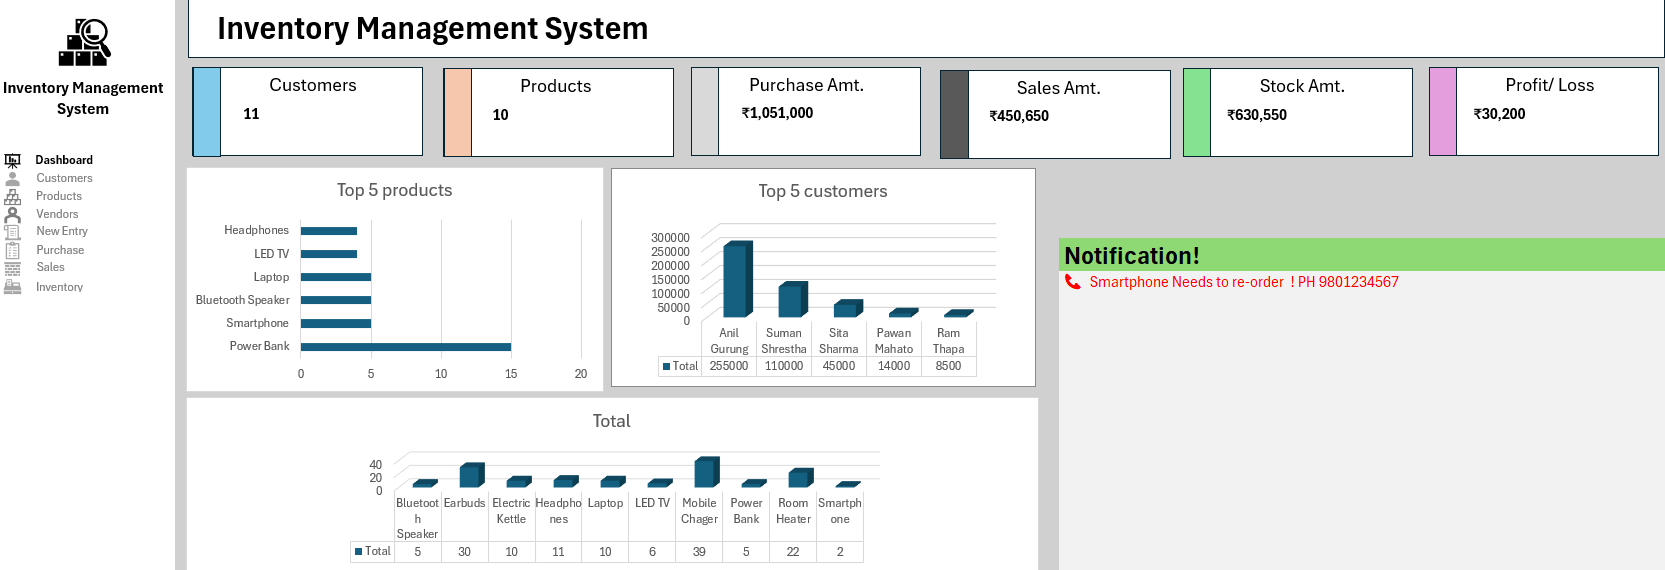 Inventory Management System
Inventory Management
System
Dashboard
Customers
Products
Vendors
New Entry
Purchase
Sales
Inventory
Customers
11
Products
10
Purchase Amt.
₹1,051,000
Sales Amt.
₹450,650
Stock Amt.
₹630,550
Profit/ Loss
₹30,200
Top 5 products
Headphones
LED TV
Laptop
Bluetooth Speaker
Smartphone
Power Bank
0 5 10 15 20
Top 5 customers
300000
250000
200000
150000
100000
50000
0
Anil Suman Sita Pawan Ram
Gurung Shrestha Sharma Mahato Thapa
Total 255000 110000 45000 14000 8500
Notification!
Smartphone Needs to re-order ! PH 9801234567
Total
40
20
0
Bluetoot Earbuds Electric Headpho Laptop LED TV Mobile Power Room Smartph
h Kettle nes Chager Bank Heater one
Speaker
Total 5 30 10 11 10 6 39 5 22 2